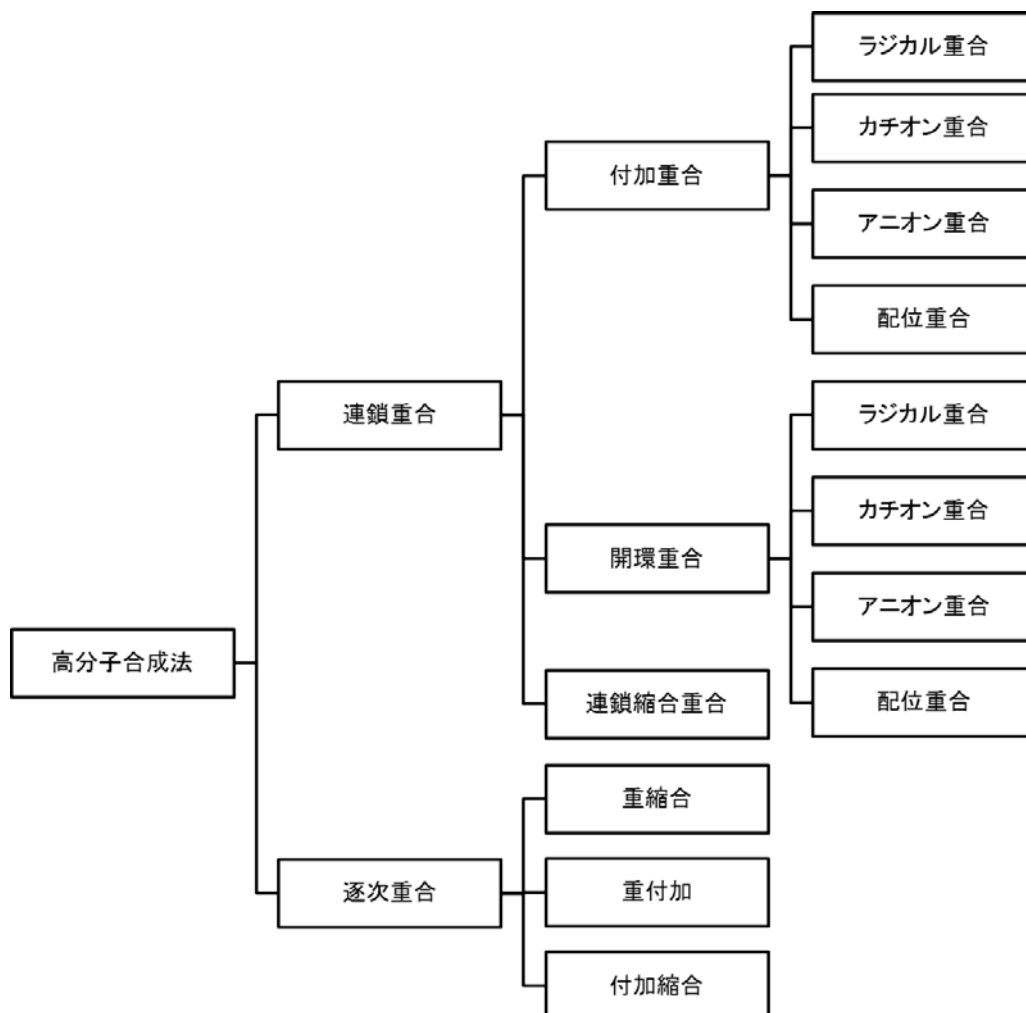 ラジカル重合
カチオン重合
付加重合
アニオン重合
配位重合
連鎖重合
ラジカル重合
カチオン重合
開環重合
アニオン重合
高分子合成法
連鎖縮合重合
配位重合
重縮合
逐次重合
重付加
付加縮合